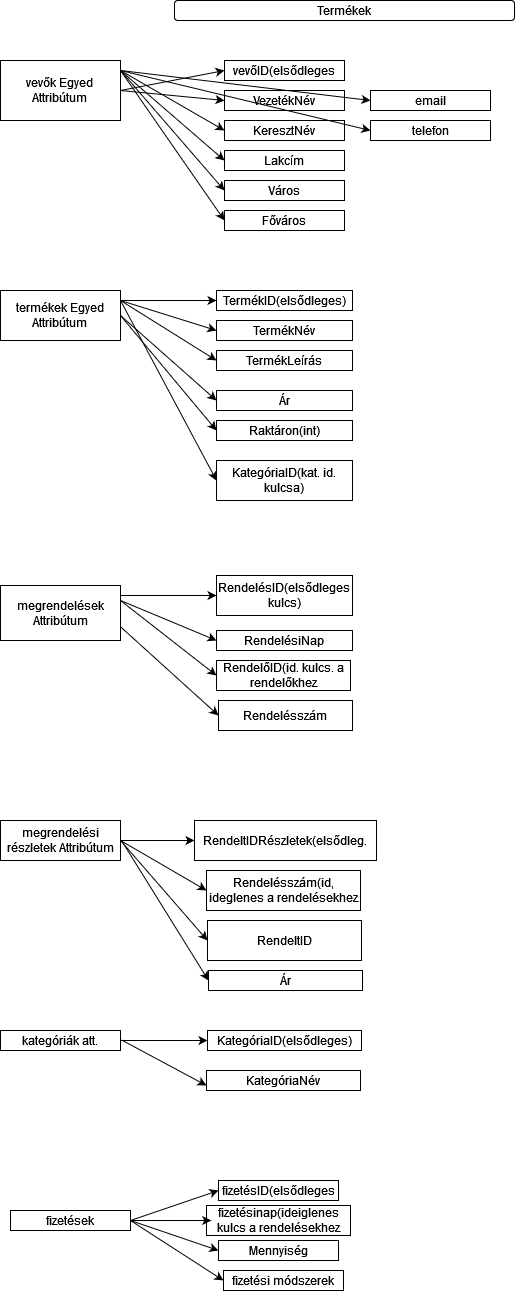 Termékek
vevők Egyed
Attribútum
vevőID(elsődleges
VezetékNév
email
KeresztNév
telefon
Lakcím
Város
Főváros
termékek Egyed
Attribútum
TermékID(elsődleges)
TermékNév
TermékLeírás
Ár
Raktáron(int)
KategóriaID(kat. id.
kulcsa)
megrendelések
Attribútum
RendelésID(elsődleges
kulcs)
RendelésiNap
RendelőID(id. kulcs. a
rendelőkhez
Rendelésszám
megrendelési
részletek Attribútum
RendeltIDRészletek(elsődleg.
Rendelésszám(id,
ideglenes a rendelésekhez
RendeltID
Ár
kategóriák att.
KategóriaID(elsődleges)
KategóriaNév
fizetések
fizetésID(elsődleges
fizetésinap(ideiglenes
kulcs a rendelésekhez
Mennyiség
fizetési módszerek